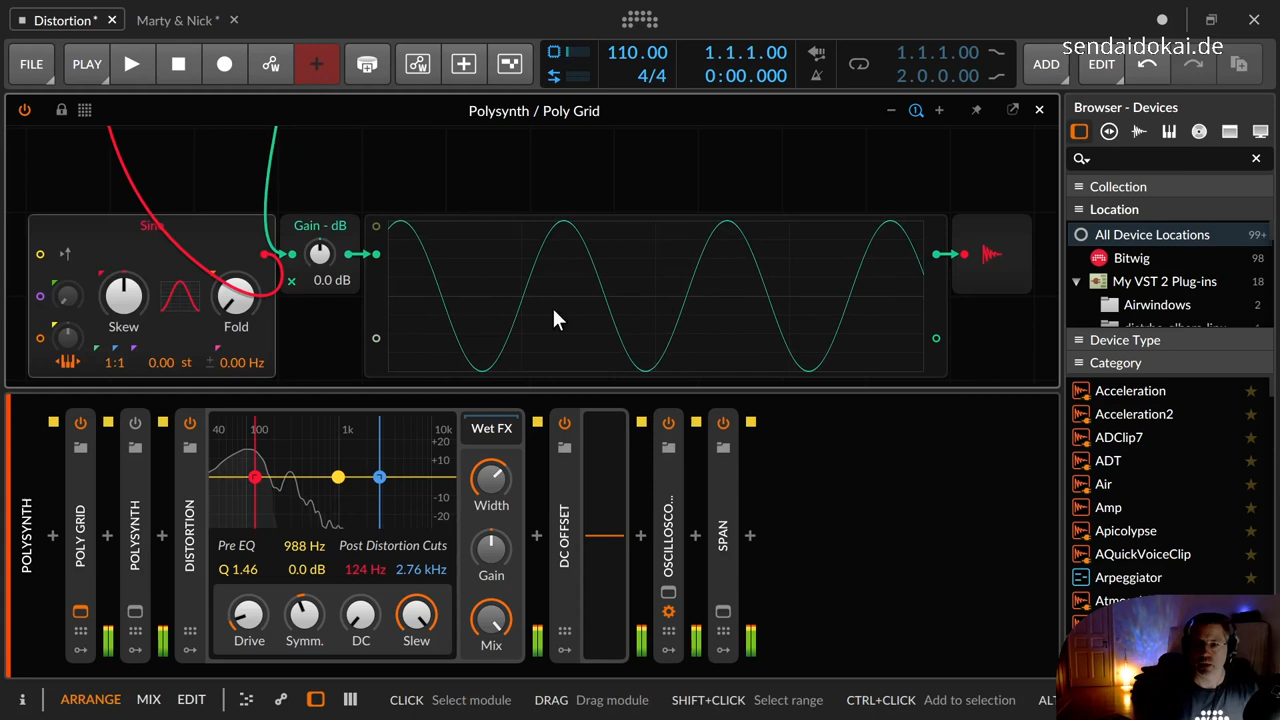 Distortion*
Marty & Nick*
sendaidokai.de
FILE
PLAY
110.00
4/4
1.1.1.00
0:00.000
1.1.1.00
2.0.0.00
ADD
EDIT
Polysynth / Poly Grid
Sine
Skew
Fold
1:1
0.00 st
± 0.00 Hz
Gain - dB
0.0 dB
Browser - Devices
Collection
Location
All Device Locations 99+
Bitwig 98
My VST 2 Plug-ins 18
Airwindows 2
Device Type
Category
Acceleration
Acceleration2
ADClip7
ADT
Air
Amp
Apicolypse
AQuickVoiceClip
Arpeggiator
POLYSYNTH
POLY GRID
POLYSYNTH
DISTORTION
40 100 1k 10k
+20
+10
-10
-20
Pre EQ 988 Hz Post Distortion Cuts
Q 1.46 0.0 dB 124 Hz 2.76 kHz
Drive
Symm.
DC
Slew
Wet FX
Width
Gain
Mix
DC OFFSET
OSCILLOSCO...
SPAN
ARRANGE
MIX
EDIT
CLICK Select module
DRAG Drag module
SHIFT+CLICK Select range
CTRL+CLICK Add to selection